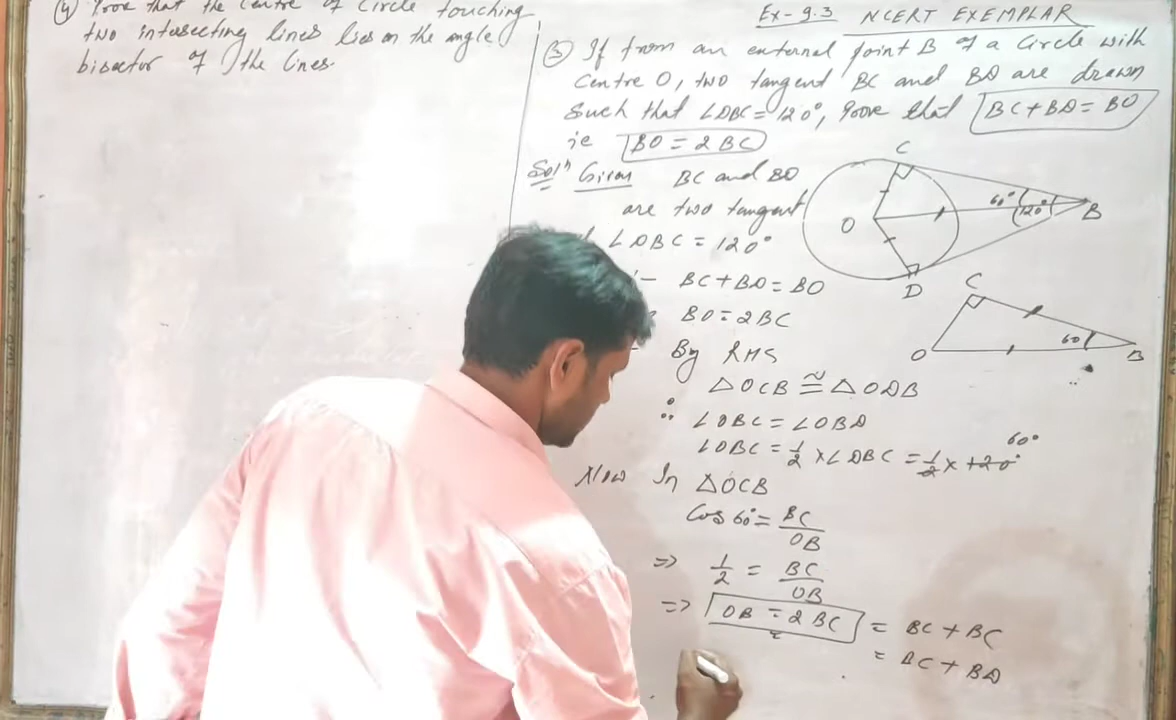 (4) Prove that the Centre of Circle touching
two intersecting lines lies on the angle
bisector of the lines.
Ex-9.3 NCERT EXEMPLAR
(3) If from an external point B of a Circle with
Centre O, two tangent BC and BD are drawn
Such that ∠DBC = 120°, Prove that BC + BD = BO
ie BO = 2BC
Solⁿ Given BC and BD
are two tangent
∠DBC = 120°
BC + BD = BO
BO = 2BC
By RHS
△OCB ≅ △ODB
∴ ∠OBC = ∠OBD
∠OBC = 1/2 × ∠DBC = 1/2 × 120° 60°
Now In △OCB
Cos 60° = BC/OB
=> 1/2 = BC/OB
=> OB = 2BC = BC + BC
= BC + BD
C
O
60°
120°
B
D
C
O
60
B